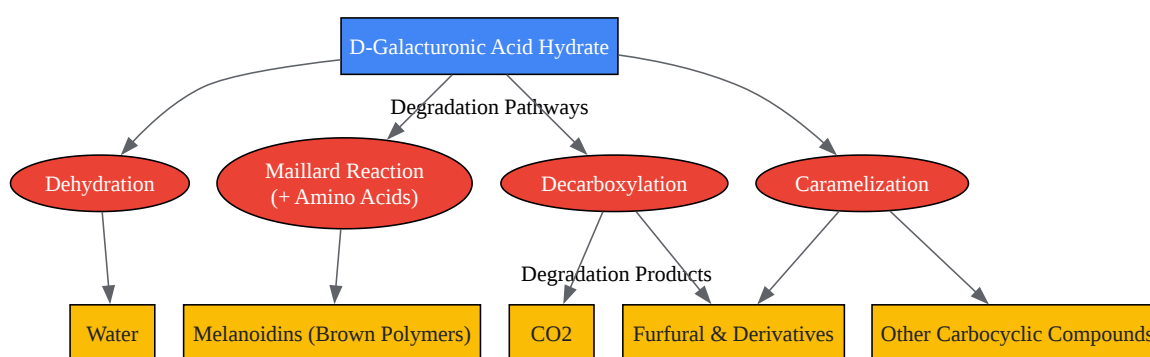 D-Galacturonic Acid Hydrate
Degradation Pathways
Dehydration
Maillard Reaction
(+ Amino Acids)
Decarboxylation
Caramelization
Degradation Products
Water
Melanoidins (Brown Polymers)
CO2
Furfural & Derivatives
Other Carbocyclic Compounds